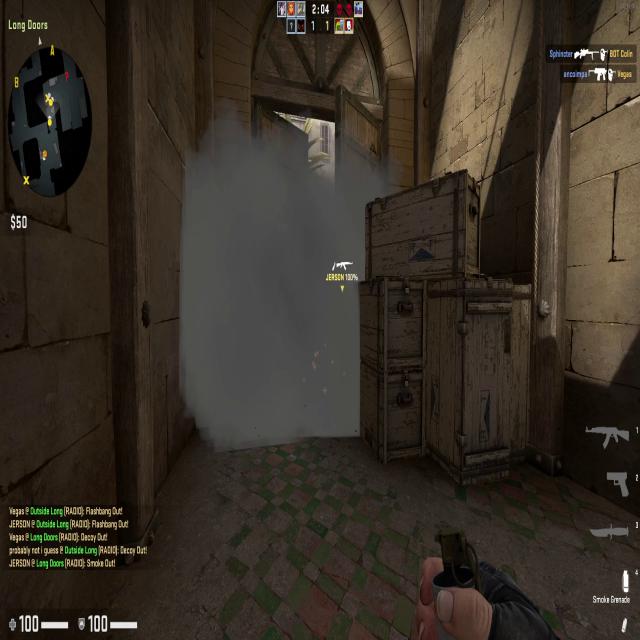 Long Doors
2:04
1 1
Sphincter BOT Colin
ancompa Vegas
A
B
$50
JERSON 100%
Vegas @ Outside Long (RADIO): Flashbang Out!
JERSON @ Outside Long (RADIO): Flashbang Out!
Vegas @ Long Doors (RADIO): Decoy Out!
probably not i guess @ Outside Long (RADIO): Decoy Out!
JERSON @ Long Doors (RADIO): Smoke Out!
1
2
3
4
Smoke Grenade
100 100